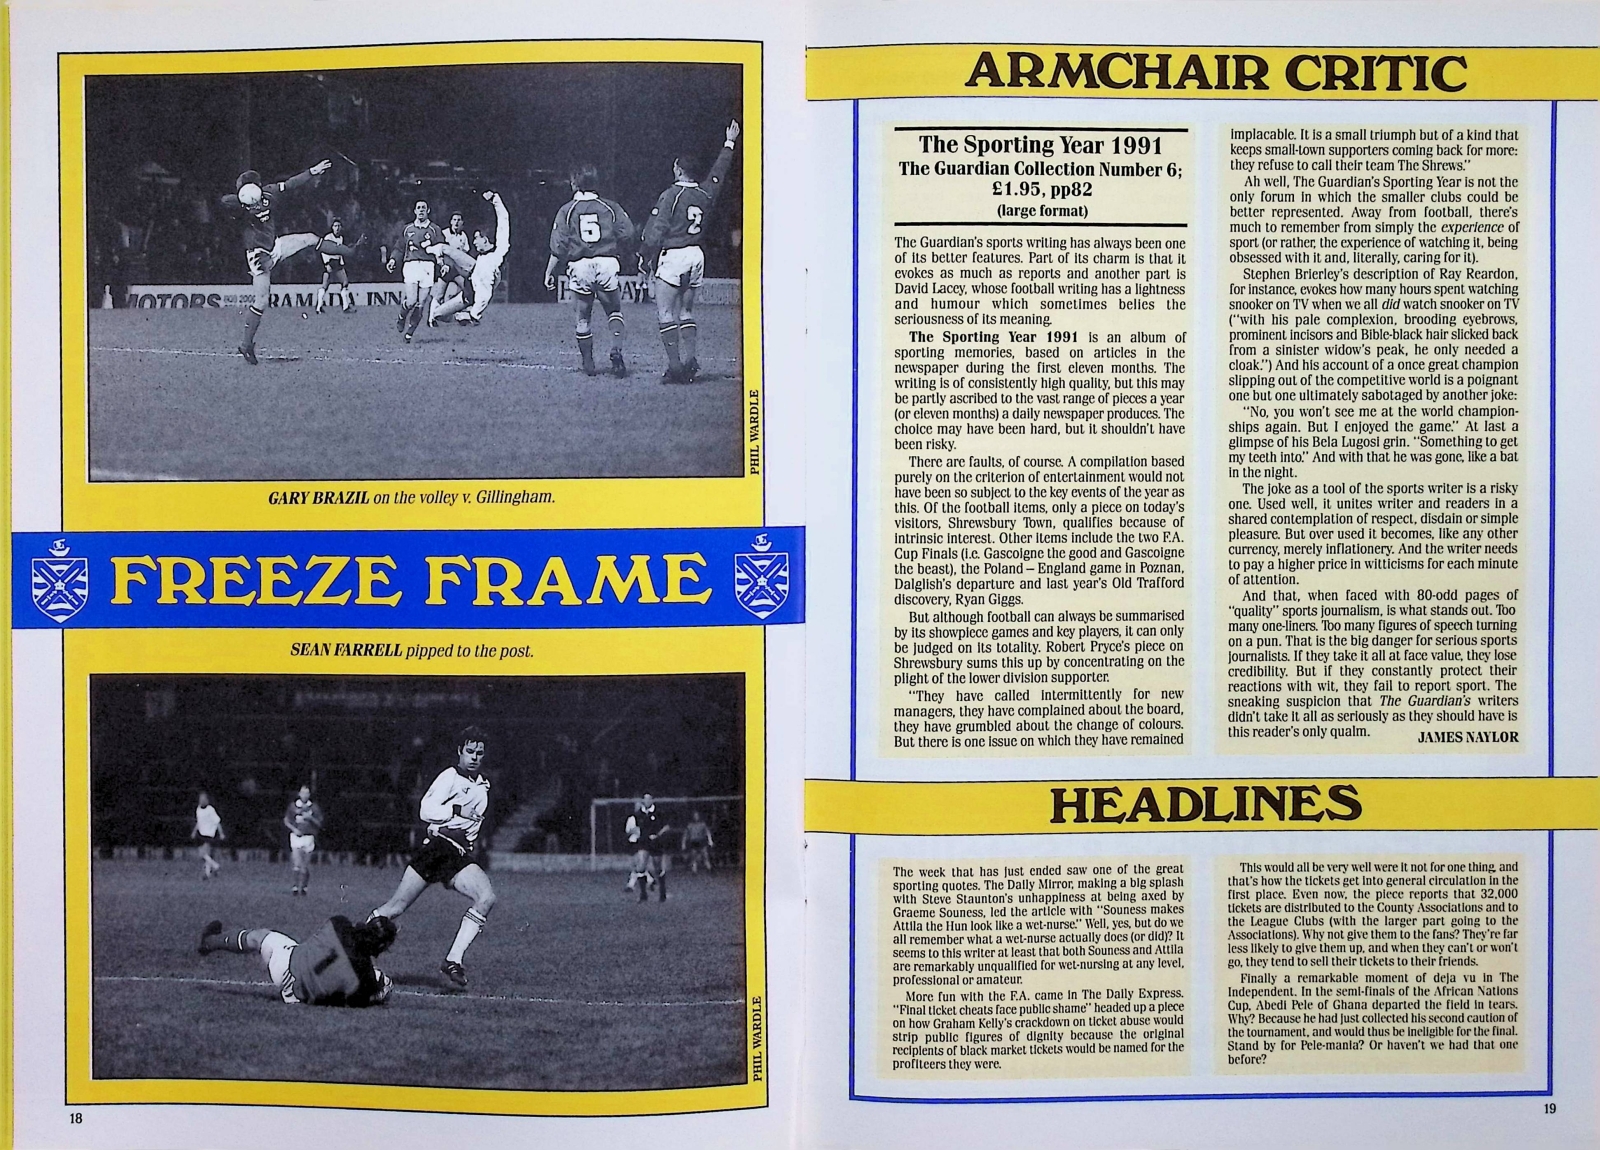 MOTORS
RAMADA INN
5
2
PHIL WARDLE
GARY BRAZIL on the volley v. Gillingham.
FREEZE FRAME
SEAN FARRELL pipped to the post.
1
PHIL WARDLE
18
ARMCHAIR CRITIC
The Sporting Year 1991
The Guardian Collection Number 6;
£1.95, pp82
(large format)
The Guardian's sports writing has always been one
of its better features. Part of its charm is that it
evokes as much as reports and another part is
David Lacey, whose football writing has a lightness
and humour which sometimes belies the
seriousness of its meaning.
The Sporting Year 1991 is an album of
sporting memories, based on articles in the
newspaper during the first eleven months. The
writing is of consistently high quality, but this may
be partly ascribed to the vast range of pieces a year
(or eleven months) a daily newspaper produces. The
choice may have been hard, but it shouldn't have
been risky.
There are faults, of course. A compilation based
purely on the criterion of entertainment would not
have been so subject to the key events of the year as
this. Of the football items, only a piece on today's
visitors, Shrewsbury Town, qualifies because of
intrinsic interest. Other items include the two F.A.
Cup Finals (i.e. Gascoigne the good and Gascoigne
the beast), the Poland – England game in Poznan,
Dalglish's departure and last year's Old Trafford
discovery, Ryan Giggs.
But although football can always be summarised
by its showpiece games and key players, it can only
be judged on its totality. Robert Pryce's piece on
Shrewsbury sums this up by concentrating on the
plight of the lower division supporter.
"They have called intermittently for new
managers, they have complained about the board,
they have grumbled about the change of colours.
But there is one issue on which they have remained
implacable. It is a small triumph but of a kind that
keeps small-town supporters coming back for more:
they refuse to call their team The Shrews."
Ah well, The Guardian's Sporting Year is not the
only forum in which the smaller clubs could be
better represented. Away from football, there's
much to remember from simply the experience of
sport (or rather, the experience of watching it, being
obsessed with it and, literally, caring for it).
Stephen Brierley's description of Ray Reardon,
for instance, evokes how many hours spent watching
snooker on TV when we all did watch snooker on TV
("with his pale complexion, brooding eyebrows,
prominent incisors and Bible-black hair slicked back
from a sinister widow's peak, he only needed a
cloak.") And his account of a once great champion
slipping out of the competitive world is a poignant
one but one ultimately sabotaged by another joke:
"No, you won't see me at the world champion-
ships again. But I enjoyed the game." At last a
glimpse of his Bela Lugosi grin. "Something to get
my teeth into." And with that he was gone, like a bat
in the night.
The joke as a tool of the sports writer is a risky
one. Used well, it unites writer and readers in a
shared contemplation of respect, disdain or simple
pleasure. But over used it becomes, like any other
currency, merely inflationery. And the writer needs
to pay a higher price in witticisms for each minute
of attention.
And that, when faced with 80-odd pages of
"quality" sports journalism, is what stands out. Too
many one-liners. Too many figures of speech turning
on a pun. That is the big danger for serious sports
journalists. If they take it all at face value, they lose
credibility. But if they constantly protect their
reactions with wit, they fail to report sport. The
sneaking suspicion that The Guardian's writers
didn't take it all as seriously as they should have is
this reader's only qualm.
JAMES NAYLOR
HEADLINES
The week that has just ended saw one of the great
sporting quotes. The Daily Mirror, making a big splash
with Steve Staunton's unhappiness at being axed by
Graeme Souness, led the article with "Souness makes
Attila the Hun look like a wet-nurse." Well, yes, but do we
all remember what a wet-nurse actually does (or did)? It
seems to this writer at least that both Souness and Attila
are remarkably unqualified for wet-nursing at any level,
professional or amateur.
More fun with the F.A. came in The Daily Express.
"Final ticket cheats face public shame" headed up a piece
on how Graham Kelly's crackdown on ticket abuse would
strip public figures of dignity because the original
recipients of black market tickets would be named for the
profiteers they were.
This would all be very well were it not for one thing, and
that's how the tickets get into general circulation in the
first place. Even now, the piece reports that 32,000
tickets are distributed to the County Associations and to
the League Clubs (with the larger part going to the
Associations). Why not give them to the fans? They're far
less likely to give them up, and when they can't or won't
go, they tend to sell their tickets to their friends.
Finally a remarkable moment of deja vu in The
Independent. In the semi-finals of the African Nations
Cup, Abedi Pele of Ghana departed the field in tears.
Why? Because he had just collected his second caution of
the tournament, and would thus be ineligible for the final.
Stand by for Pele-mania? Or haven't we had that one
before?
19